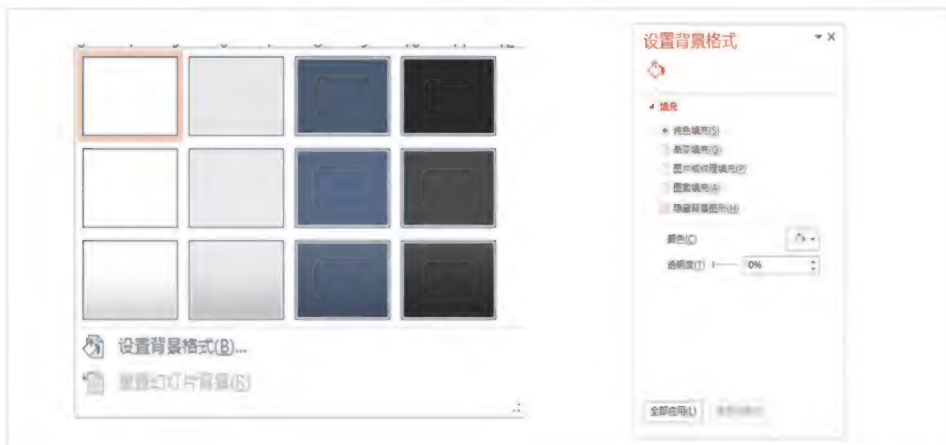 设置背景格式(B)...
重置幻灯片背景(R)
设置背景格式
填充
纯色填充(S)
渐变填充(G)
图片或纹理填充(P)
图案填充(A)
隐藏背景图形(H)
颜色(C)
透明度(T)
0%
全部应用(L)